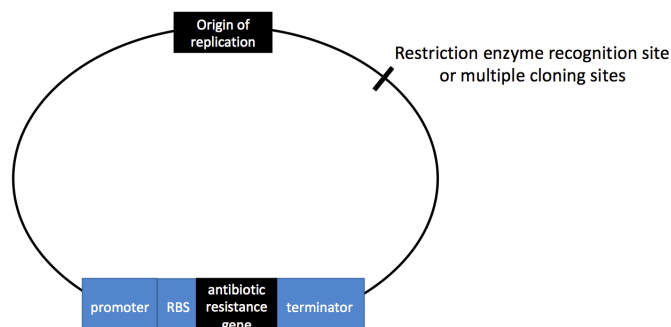 Origin of
replication
Restriction enzyme recognition site
or multiple cloning sites
promoter
RBS
antibiotic
resistance
gene
terminator